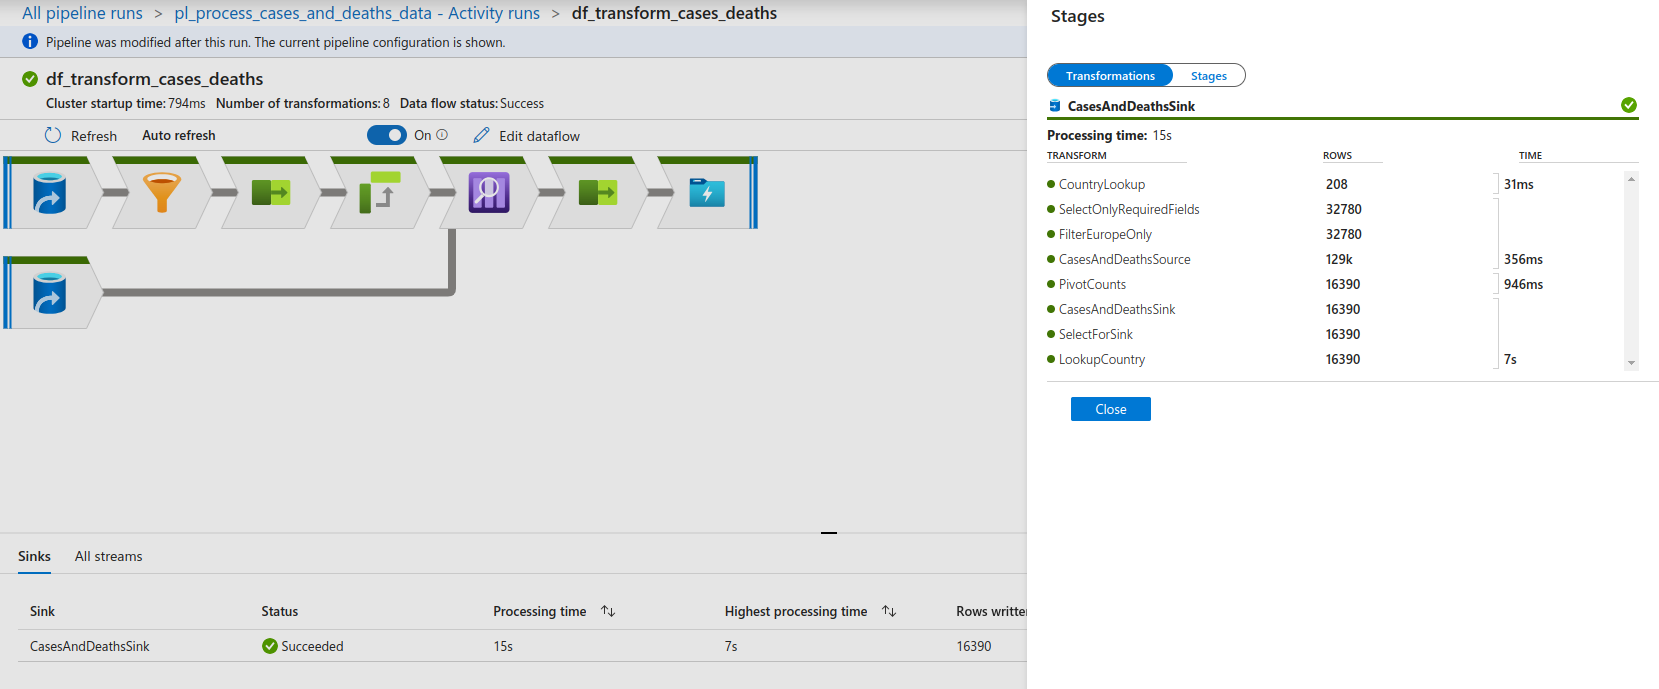 All pipeline runs > pl_process_cases_and_deaths_data - Activity runs > df_transform_cases_deaths
Pipeline was modified after this run. The current pipeline configuration is shown.
df_transform_cases_deaths
Cluster startup time: 794ms Number of transformations: 8 Data flow status: Success
Refresh Auto refresh On Edit dataflow
Sinks All streams
Sink Status Processing time Highest processing time Rows written
CasesAndDeathsSink Succeeded 15s 7s 16390
Stages
Transformations Stages
CasesAndDeathsSink
Processing time: 15s
TRANSFORM ROWS TIME
CountryLookup 208 31ms
SelectOnlyRequiredFields 32780
FilterEuropeOnly 32780
CasesAndDeathsSource 129k 356ms
PivotCounts 16390 946ms
CasesAndDeathsSink 16390
SelectForSink 16390
LookupCountry 16390 7s
Close